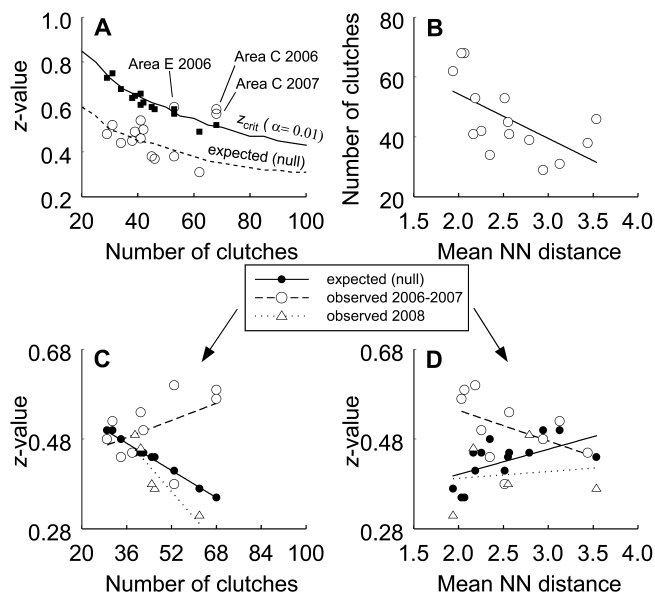 A
B
1.0
0.8
0.6
0.4
0.2
z-value
Area E 2006
Area C 2006
Area C 2007
zcrit ( α= 0.01)
expected (null)
20 40 60 80 100
Number of clutches
80
60
40
20
Number of clutches
1.5 2.0 2.5 3.0 3.5 4.0
Mean NN distance
expected (null)
observed 2006-2007
observed 2008
C
D
0.68
0.48
0.28
z-value
20 36 52 68 84 100
Number of clutches
0.68
0.48
0.28
z-value
1.5 2.0 2.5 3.0 3.5 4.0
Mean NN distance